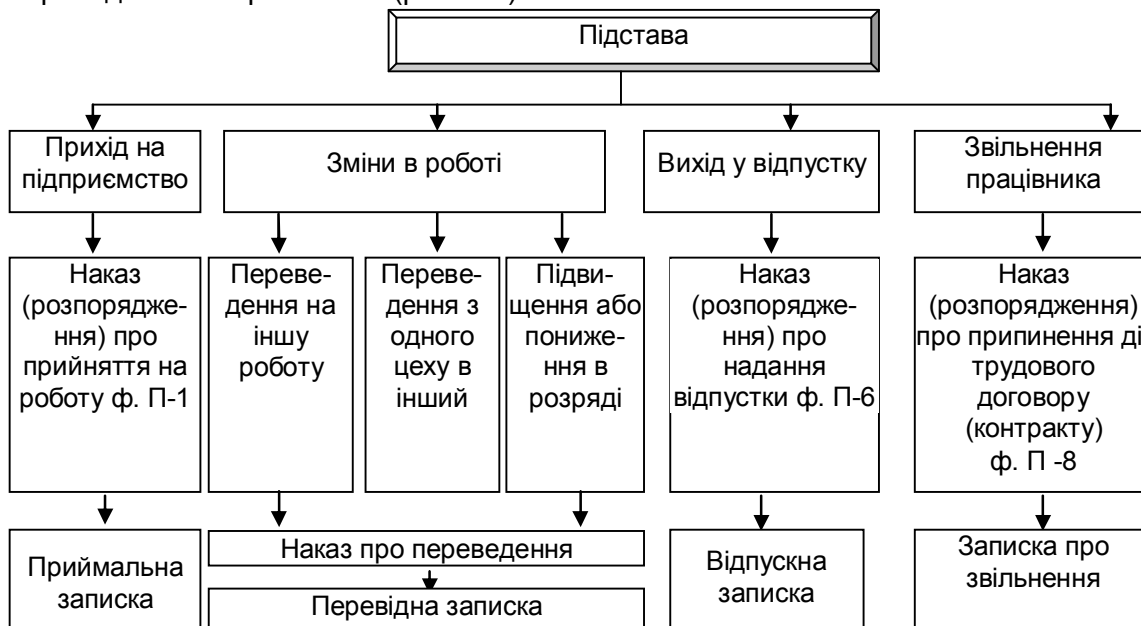 Підстава
Прихід на
підприємство
Зміни в роботі
Вихід у відпустку
Звільнення
працівника
Наказ
(розпорядже-
ння) про
прийняття на
роботу ф. П-1
Переве-
дення на
іншу
роботу
Переве-
дення з
одного
цеху в
інший
Підви-
щення або
пониже-
ння в
розряді
Наказ
(розпорядже-
ння) про
надання
відпустки ф. П-6
Наказ
(розпорядження)
про припинення ді
трудового
договору
(контракту)
ф. П -8
Приймальна
записка
Наказ про переведення
Перевідна записка
Відпускна
записка
Записка про
звільнення